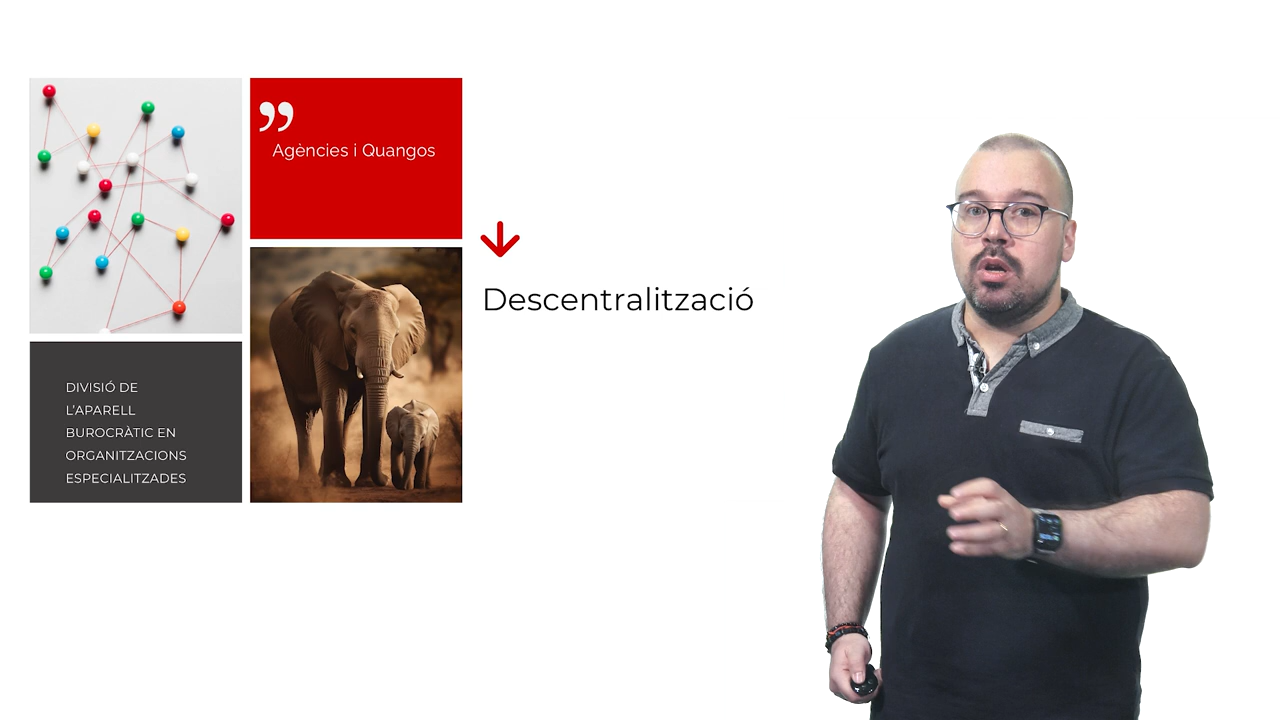 Agències i Quangos
Descentralització
DIVISIÓ DE
L'APARELL
BUROCRÀTIC EN
ORGANITZACIONS
ESPECIALITZADES